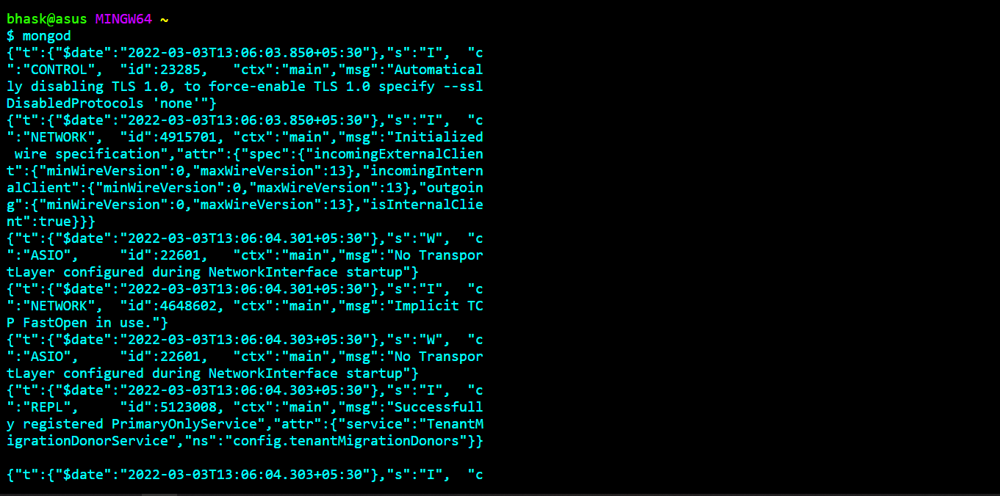 bhask@asus MINGW64 ~
$ mongod
{"t":{"$date":"2022-03-03T13:06:03.850+05:30"},"s":"I",  "c
":"CONTROL",  "id":23285,   "ctx":"main","msg":"Automatical
ly disabling TLS 1.0, to force-enable TLS 1.0 specify --ssl
DisabledProtocols 'none'"}
{"t":{"$date":"2022-03-03T13:06:03.850+05:30"},"s":"I",  "c
":"NETWORK",  "id":4915701, "ctx":"main","msg":"Initialized
 wire specification","attr":{"spec":{"incomingExternalClien
t":{"minWireVersion":0,"maxWireVersion":13},"incomingIntern
alClient":{"minWireVersion":0,"maxWireVersion":13},"outgoin
g":{"minWireVersion":0,"maxWireVersion":13},"isInternalClie
nt":true}}}
{"t":{"$date":"2022-03-03T13:06:04.301+05:30"},"s":"W",  "c
":"ASIO",     "id":22601,   "ctx":"main","msg":"No Transpor
tLayer configured during NetworkInterface startup"}
{"t":{"$date":"2022-03-03T13:06:04.301+05:30"},"s":"I",  "c
":"NETWORK",  "id":4648602, "ctx":"main","msg":"Implicit TC
P FastOpen in use."}
{"t":{"$date":"2022-03-03T13:06:04.303+05:30"},"s":"W",  "c
":"ASIO",     "id":22601,   "ctx":"main","msg":"No Transpor
tLayer configured during NetworkInterface startup"}
{"t":{"$date":"2022-03-03T13:06:04.303+05:30"},"s":"I",  "c
":"REPL",     "id":5123008, "ctx":"main","msg":"Successfull
y registered PrimaryOnlyService","attr":{"service":"TenantM
igrationDonorService","ns":"config.tenantMigrationDonors"}}
{"t":{"$date":"2022-03-03T13:06:04.303+05:30"},"s":"I",  "c